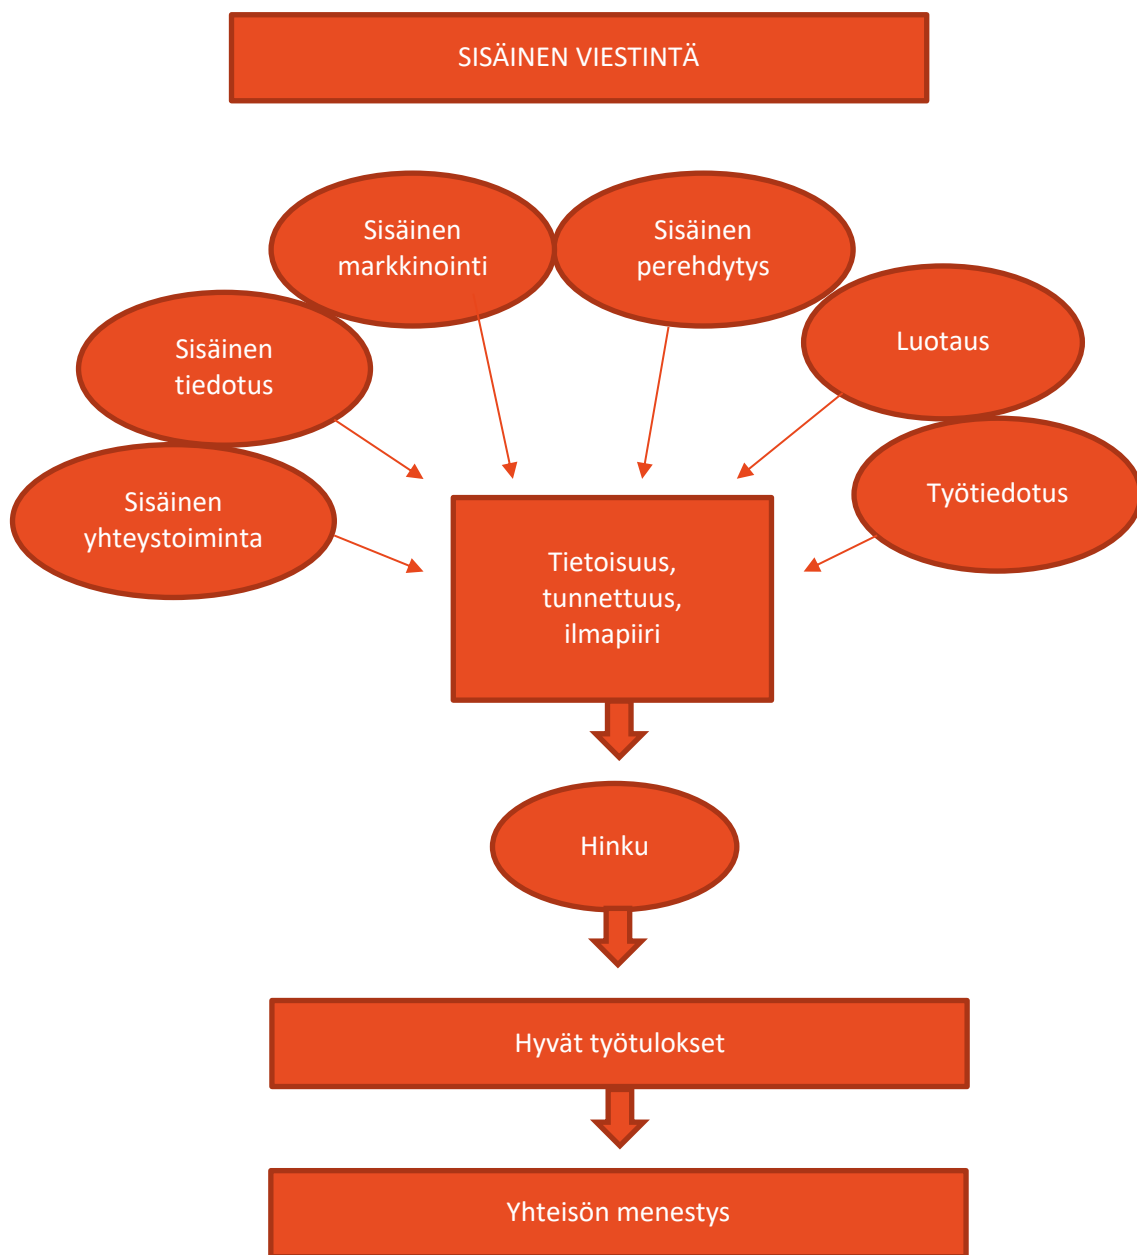 SISÄINEN VIESTINTÄ
Sisäinen
markkinointi
Sisäinen
perehdytys
Sisäinen
tiedotus
Luotaus
Sisäinen
yhteystoiminta
Työtiedotus
Tietoisuus,
tunnettuus,
ilmapiiri
Hinku
Hyvät työtulokset
Yhteisön menestys